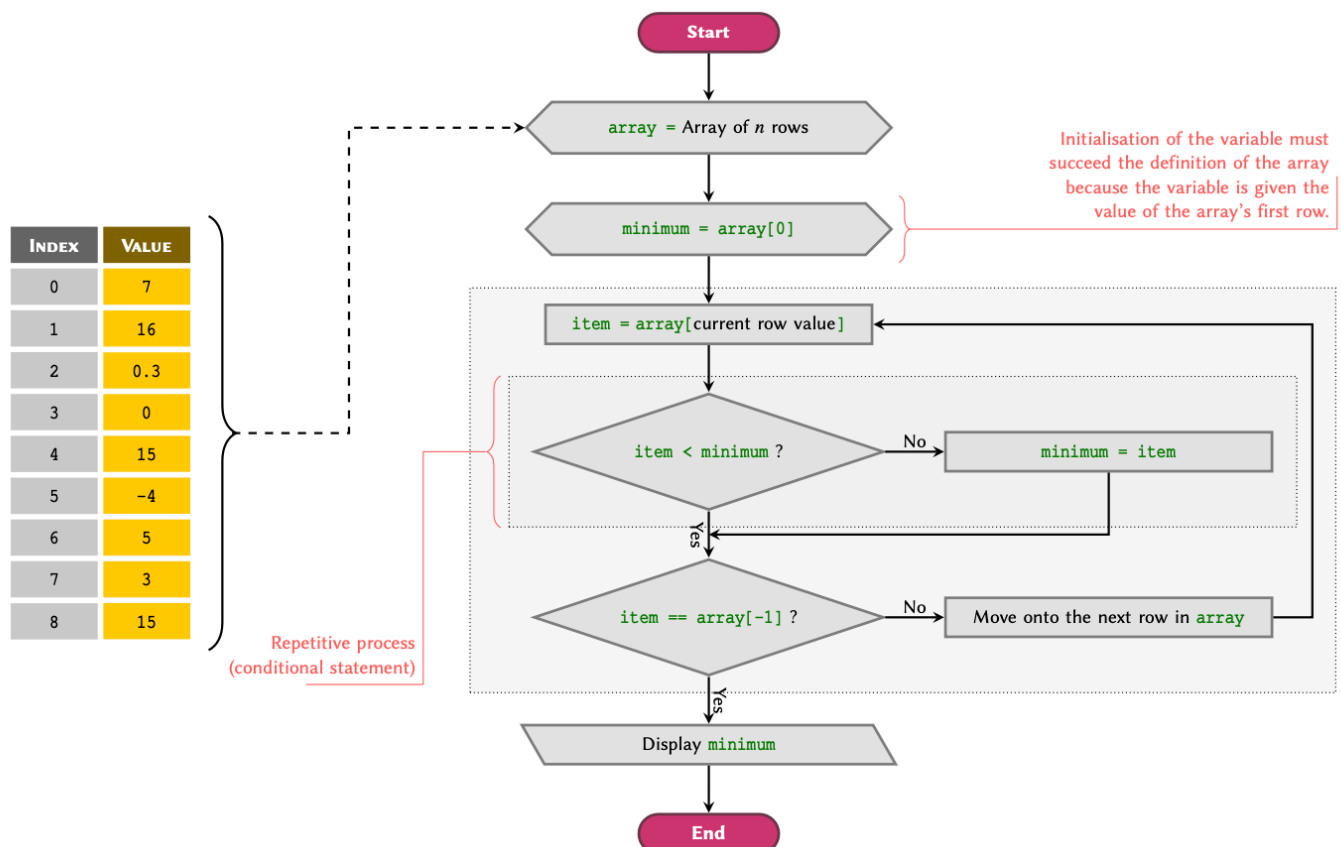 Start
array = Array of n rows
Initialisation of the variable must
succeed the definition of the array
because the variable is given the
value of the array's first row.
minimum = array[0]
INDEX VALUE
0 7
1 16
2 0.3
3 0
4 15
5 -4
6 5
7 3
8 15
item = array[current row value]
item < minimum ?
No
minimum = item
Yes
item == array[-1] ?
No
Move onto the next row in array
Repetitive process
(conditional statement)
Yes
Display minimum
End